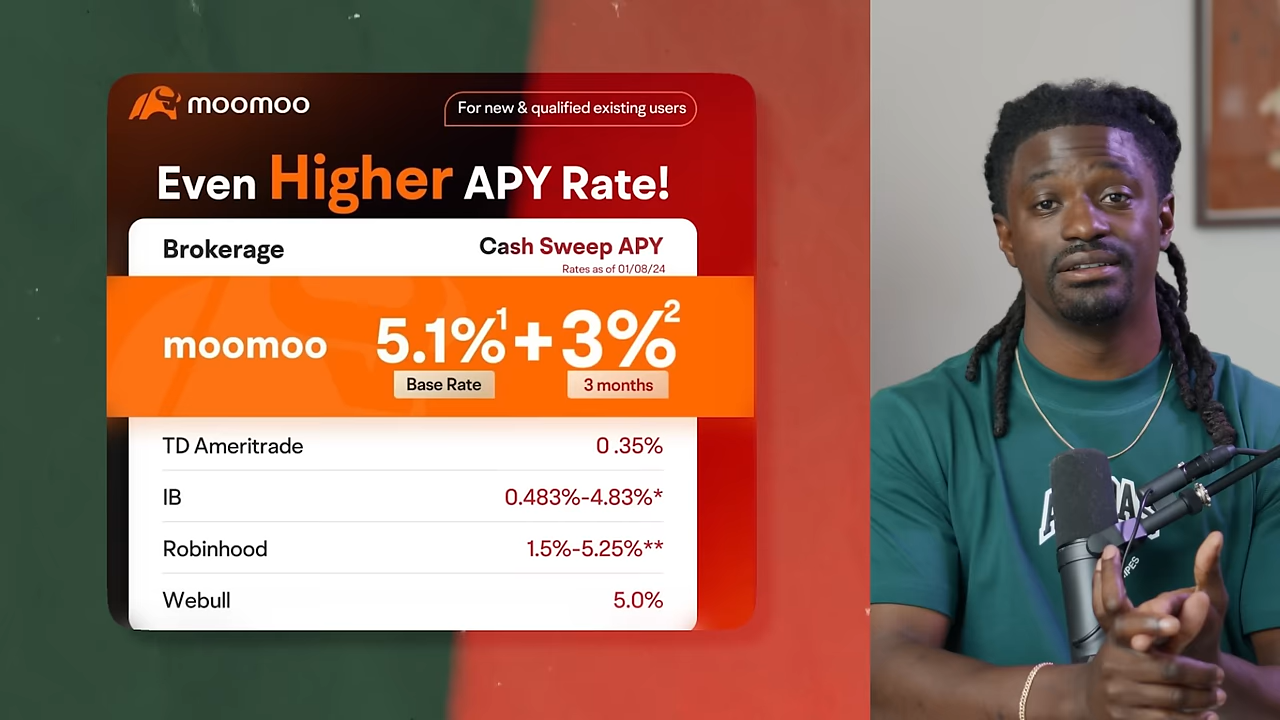 moomoo
For new & qualified existing users
Even Higher APY Rate!
Brokerage
Cash Sweep APY
Rates as of 01/08/24
moomoo
5.1%¹ + 3%²
Base Rate
3 months
TD Ameritrade
0 .35%
IB
0.483%-4.83%*
Robinhood
1.5%-5.25%**
Webull
5.0%